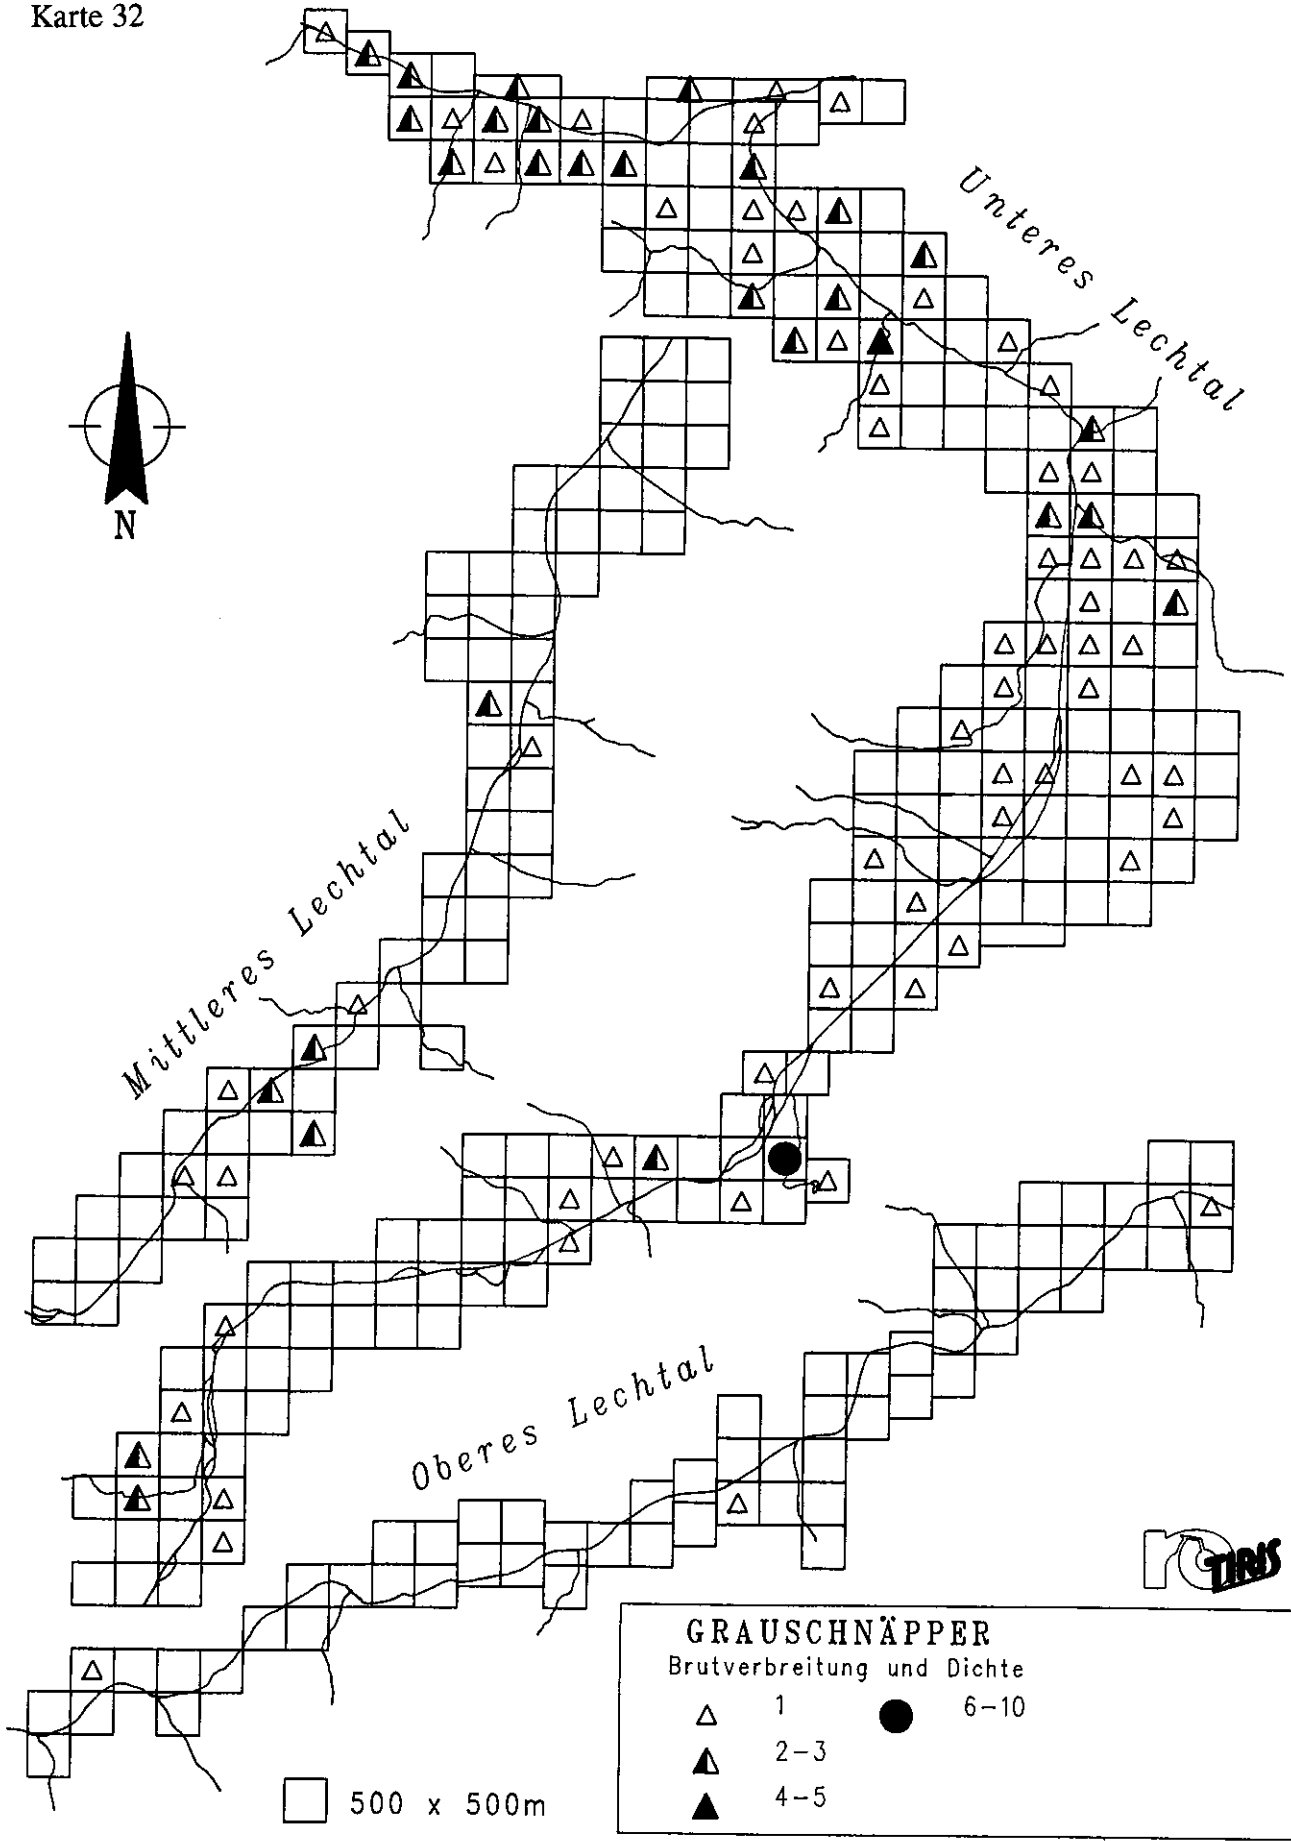 Karte 32
Unteres Lechtal
N
Mittleres Lechtal
Oberes Lechtal
TIRIS
GRAUSCHNÄPPER
Brutverbreitung und Dichte
1
6-10
2-3
4-5
500 x 500m